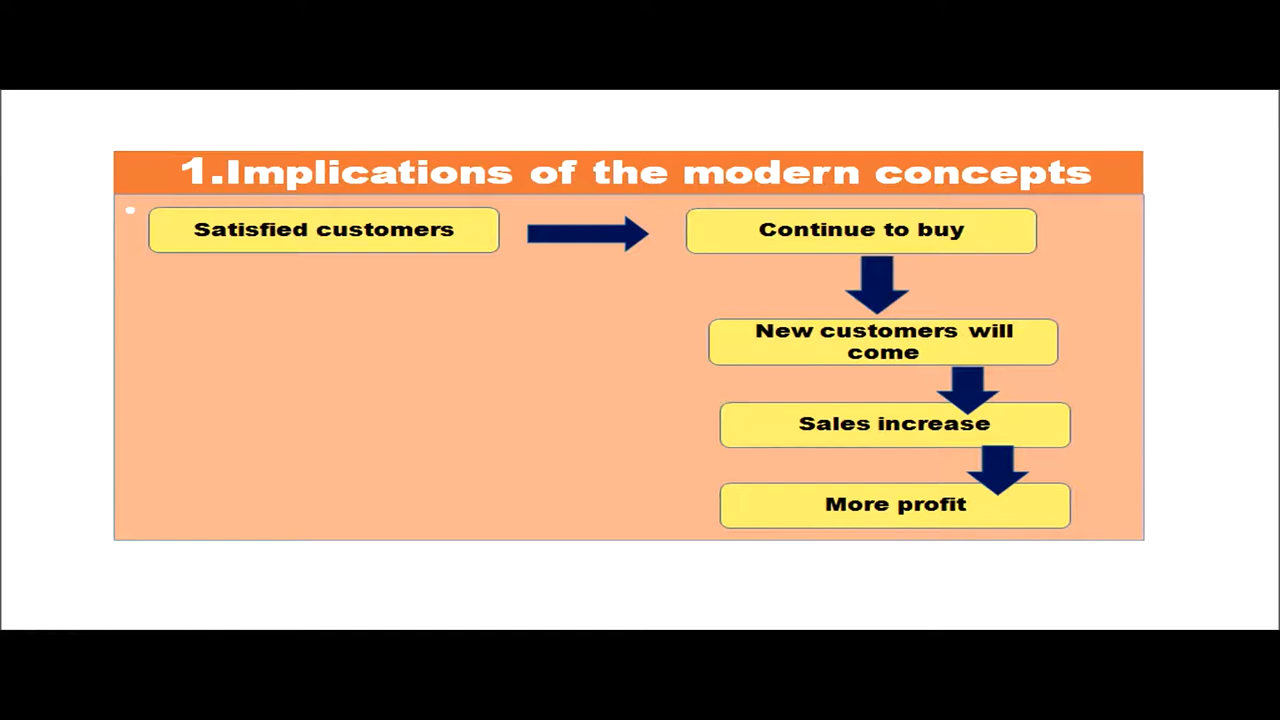 1.Implications of the modern concepts
Satisfied customers
Continue to buy
New customers will
come
Sales increase
More profit